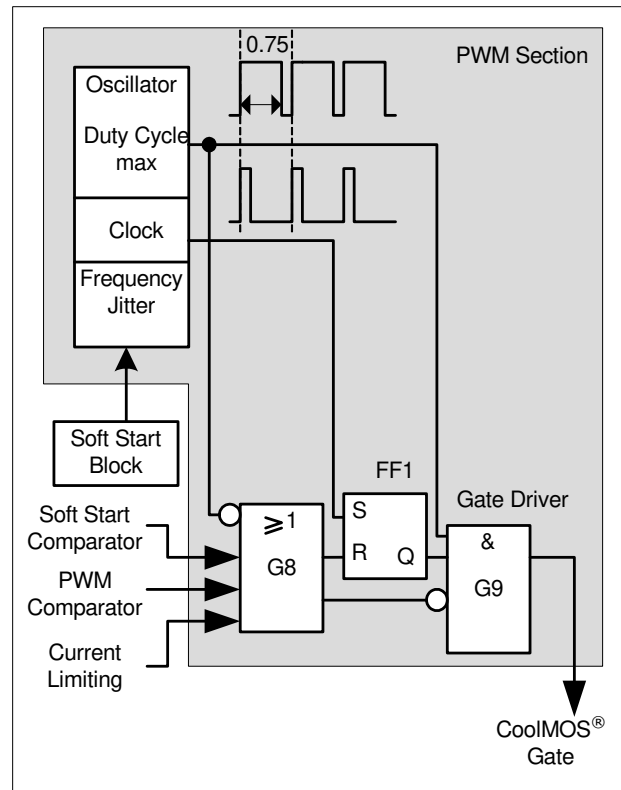 0.75
PWM Section
Oscillator
Duty Cycle
max
Clock
Frequency
Jitter
Soft Start
Block
FF1
Gate Driver
Soft Start
Comparator
PWM
Comparator
Current
Limiting
≥1
G8
S
R
Q
&
G9
CoolMOS®
Gate